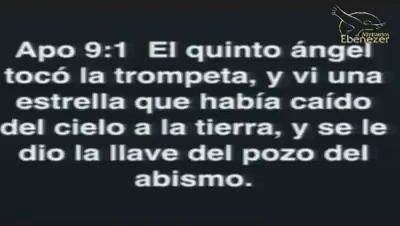 Ministerios
Ebenezer
Apo 9:1 El quinto ángel
tocó la trompeta, y vi una
estrella que había caído
del cielo a la tierra, y se le
dio la llave del pozo del
abismo.